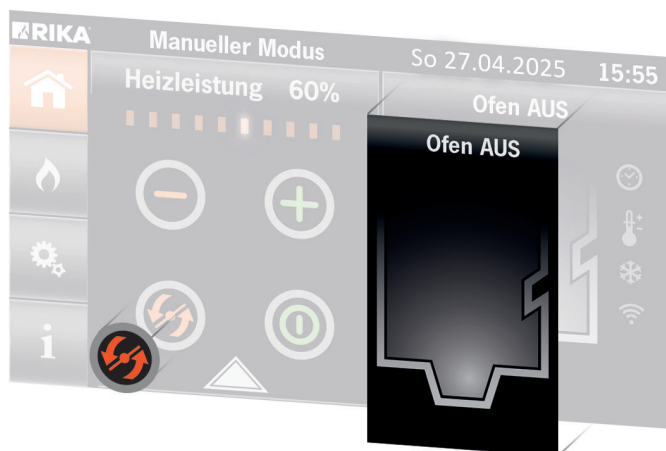 RIKA
Manueller Modus
So 27.04.2025
15:55
Heizleistung 60%
Ofen AUS
Ofen AUS
i